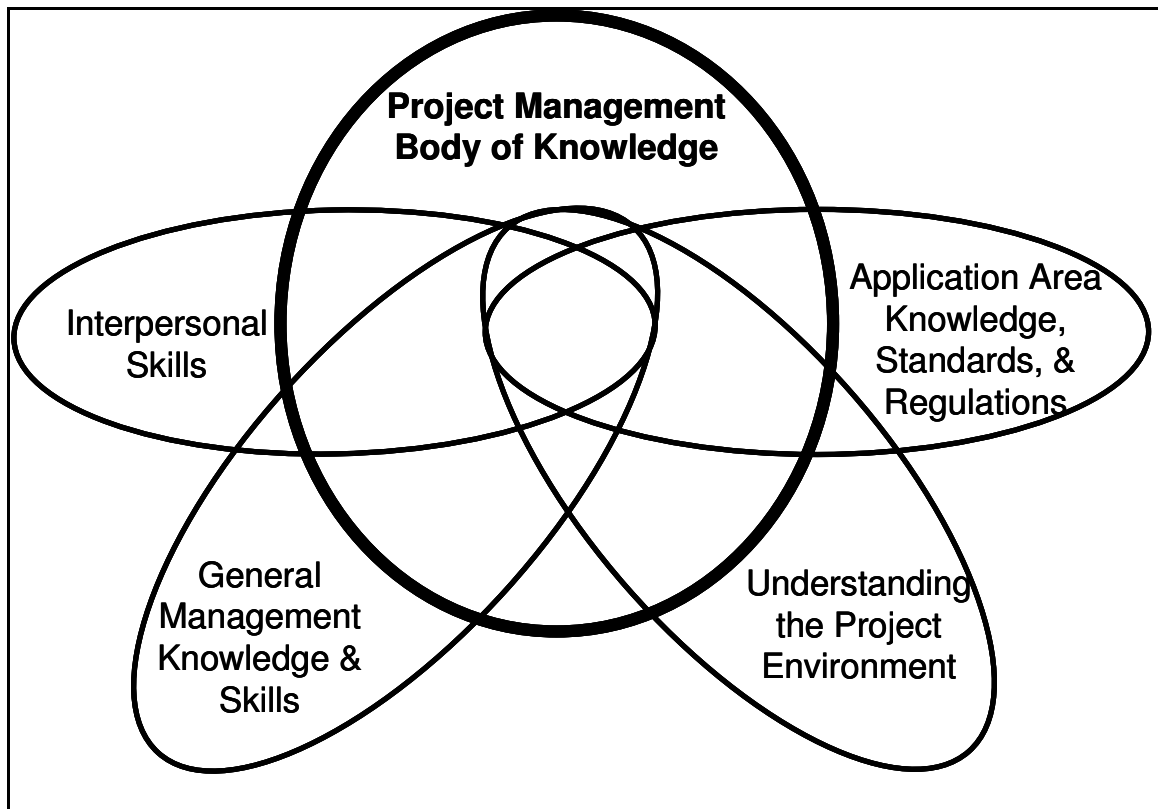 Project Management
Body of Knowledge
Interpersonal
Skills
Application Area
Knowledge,
Standards, &
Regulations
General
Management
Knowledge &
Skills
Understanding
the Project
Environment